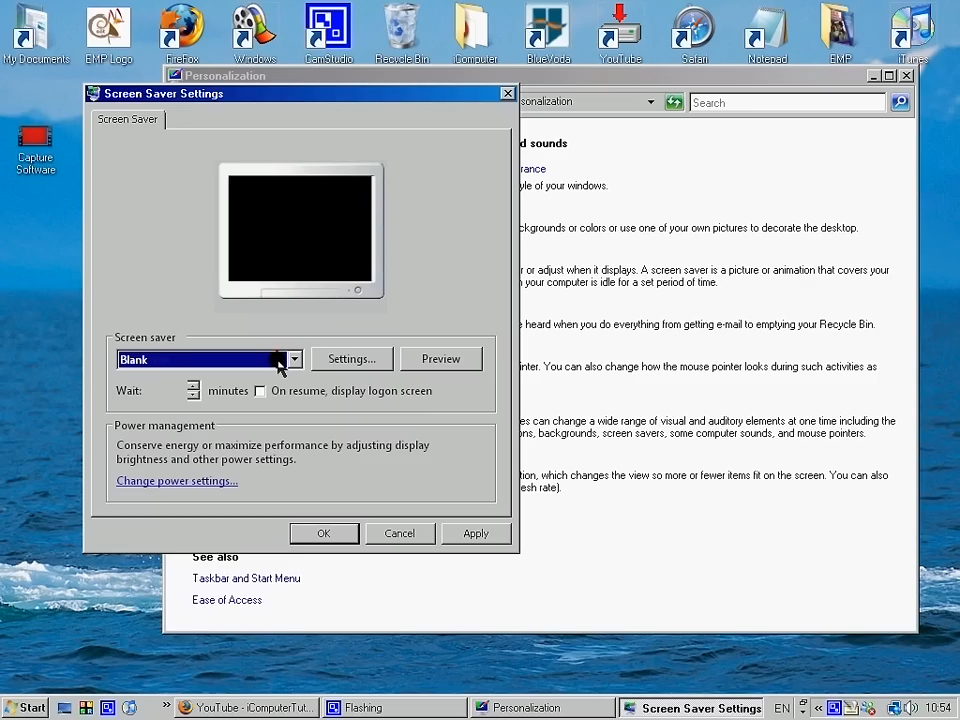 My Documents
EMP Logo
FireFox
Windows
CamStudio
Recycle Bin
Computer
BlueVoda
YouTube
Safari
Notepad
EMP
iTunes
Capture
Software
Personalization
Screen Saver Settings
sonalization
Search
Screen Saver
d sounds
rance
yle of your windows.
ckgrounds or colors or use one of your own pictures to decorate the desktop.
r or adjust when it displays. A screen saver is a picture or animation that covers your
n your computer is idle for a set period of time.
e heard when you do everything from getting e-mail to emptying your Recycle Bin.
inter. You can also change how the mouse pointer looks during such activities as
es can change a wide range of visual and auditory elements at one time including the
ons, backgrounds, screen savers, some computer sounds, and mouse pointers.
tion, which changes the view so more or fewer items fit on the screen. You can also
esh rate).
Screen saver
Blank
Settings...
Preview
Wait:
minutes
On resume, display logon screen
Power management
Conserve energy or maximize performance by adjusting display
brightness and other power settings.
Change power settings...
OK
Cancel
Apply
See also
Taskbar and Start Menu
Ease of Access
Start
YouTube - iComputerTut...
Flashing
Personalization
Screen Saver Settings
EN
10:54